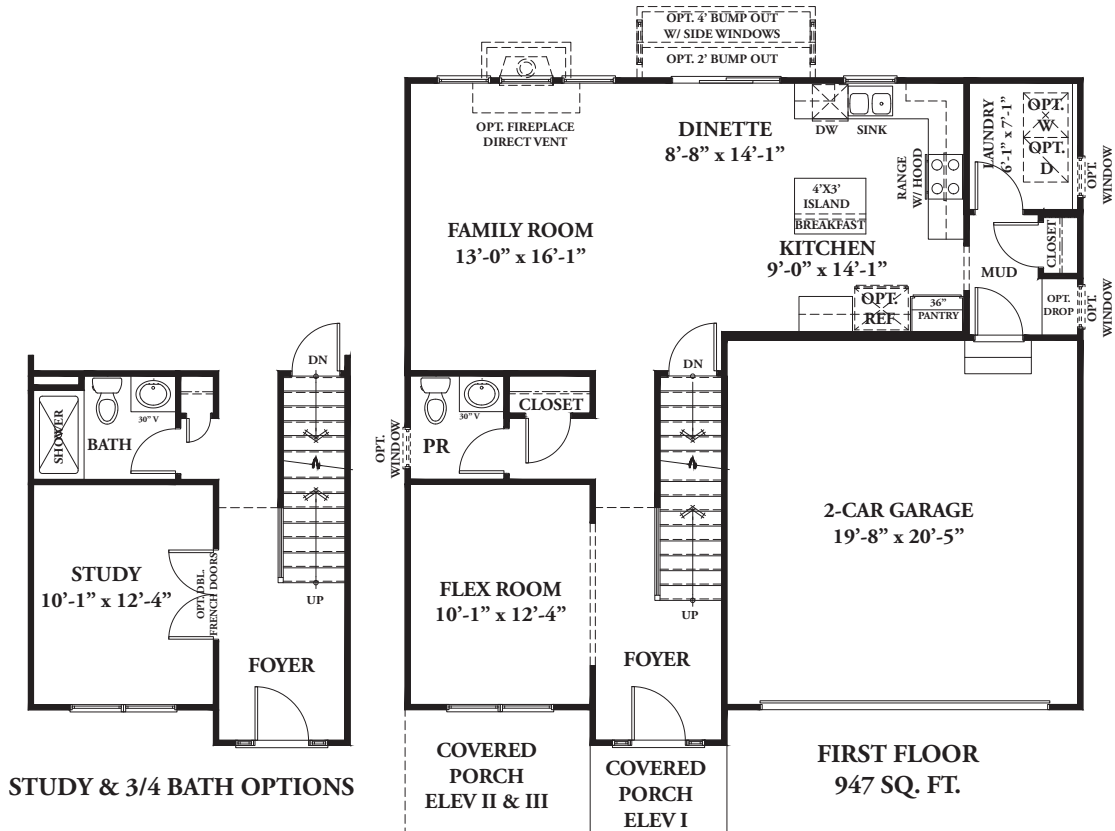 OPT. 4' BUMP OUT
W/ SIDE WINDOWS
OPT. 2' BUMP OUT
OPT. FIREPLACE
DIRECT VENT
DINETTE
8'-8" x 14'-1"
DW
SINK
RANGE
W/ HOOD
LAUNDRY
6'-1" x 7'-1"
OPT.
W
OPT.
D
OPT.
WINDOW
4'X3'
ISLAND
BREAKFAST
FAMILY ROOM
13'-0" x 16'-1"
KITCHEN
9'-0" x 14'-1"
MUD
CLOSET
OPT.
DROP
OPT.
WINDOW
OPT.
REF
36"
PANTRY
DN
SHOWER
BATH
30" V
DN
UP
STUDY
10'-1" x 12'-4"
OPT. DBL.
FRENCH DOORS
FOYER
STUDY & 3/4 BATH OPTIONS
OPT.
WINDOW
PR
30" V
CLOSET
UP
FLEX ROOM
10'-1" x 12'-4"
FOYER
2-CAR GARAGE
19'-8" x 20'-5"
COVERED
PORCH
ELEV II & III
COVERED
PORCH
ELEV I
FIRST FLOOR
947 SQ. FT.